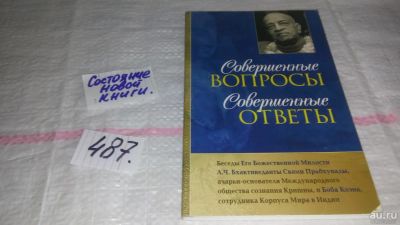 Состояние
новой
книги.
487.
Совершенные
ВОПРОСЫ
Совершенные
ОТВЕТЫ
Беседы Его Божественной Милости
А.Ч. Бхактиведанты Свами Прабхупады,
ачарьи-основателя Международного
общества сознания Кришны, и Боба Коэна,
сотрудника Корпуса Мира в Индии
au.ru